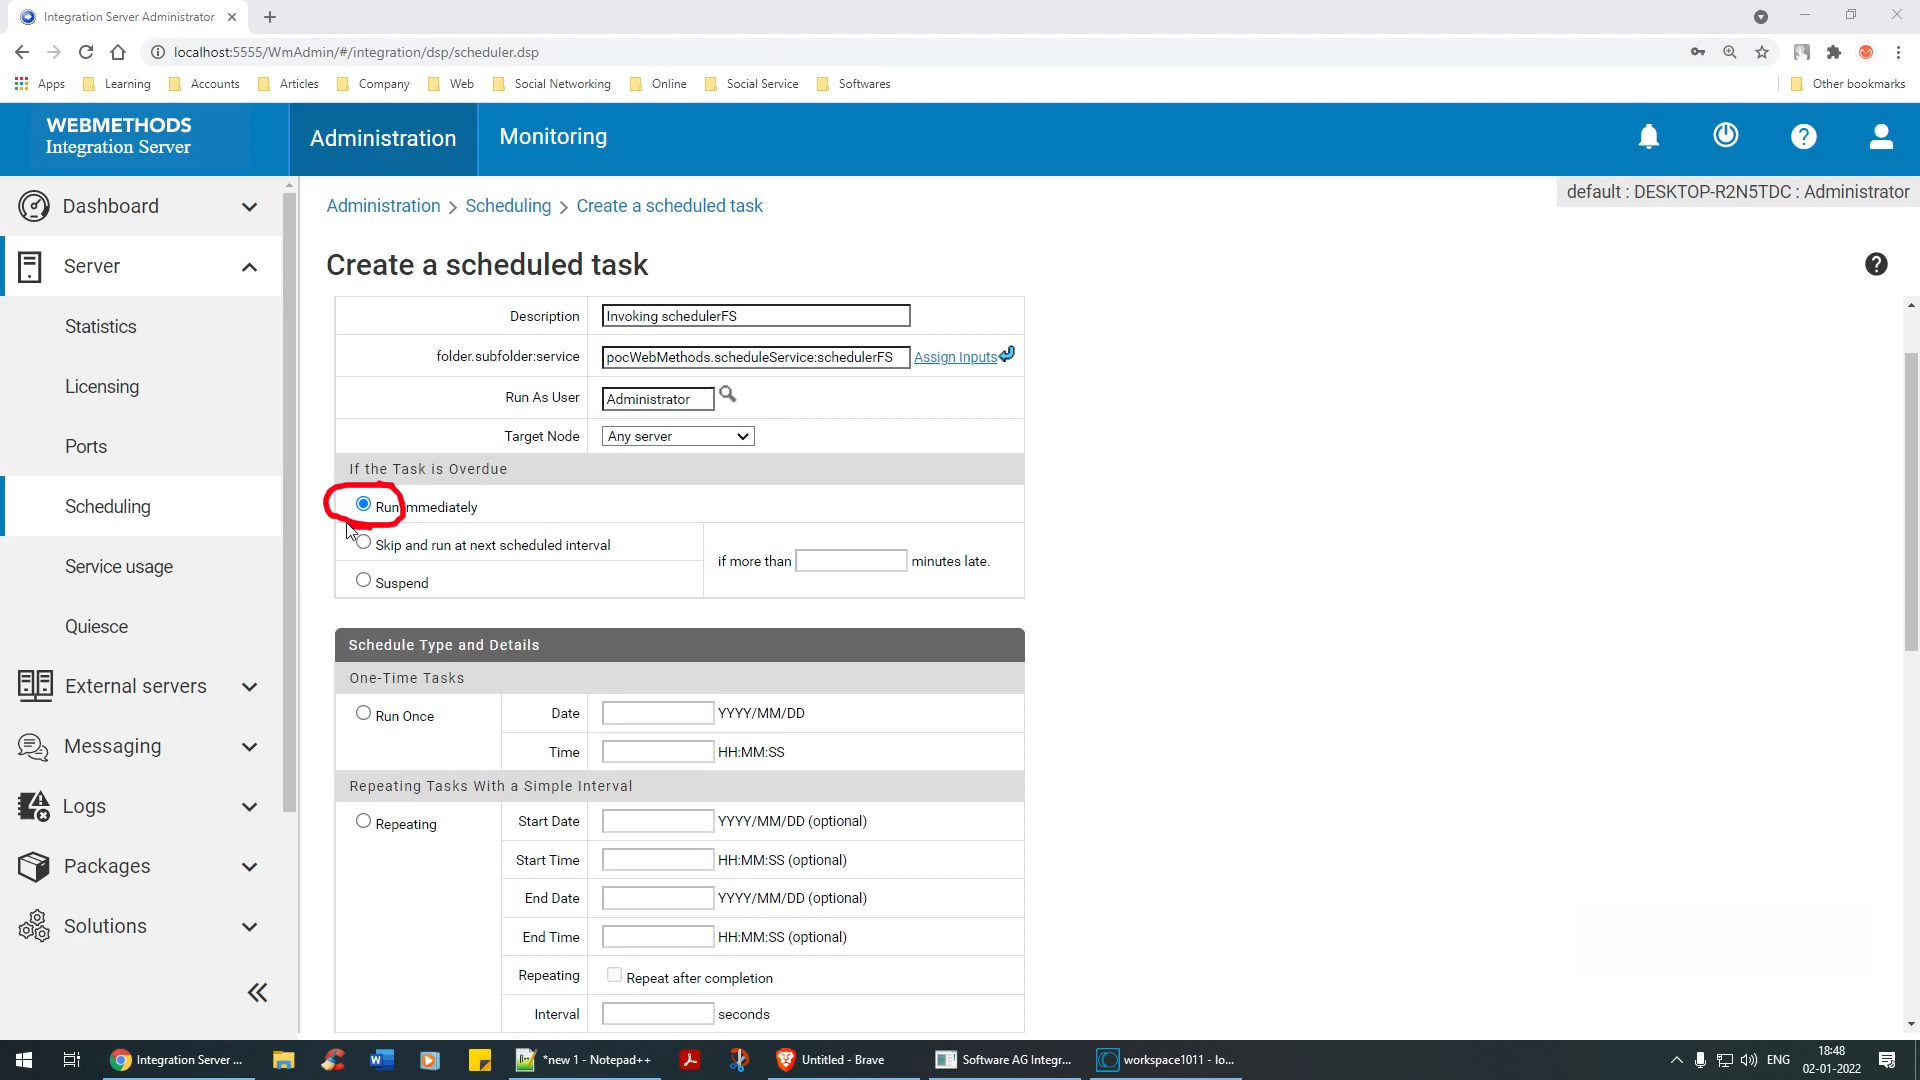 Integration Server Administrator
localhost:5555/WmAdmin/#/integration/dsp/scheduler.dsp
Apps Learning Accounts Articles Company Web Social Networking Online Social Service Softwares Other bookmarks
WEBMETHODS
Integration Server
Administration Monitoring
default : DESKTOP-R2N5TDC : Administrator
Dashboard
Server
Statistics
Licensing
Ports
Scheduling
Service usage
Quiesce
External servers
Messaging
Logs
Packages
Solutions
Administration > Scheduling > Create a scheduled task
Create a scheduled task
Description Invoking schedulerFS
folder.subfolder:service pocWebMethods.scheduleService:schedulerFS Assign Inputs
Run As User Administrator
Target Node Any server
If the Task is Overdue
Run immediately
Skip and run at next scheduled interval
if more than minutes late.
Suspend
Schedule Type and Details
One-Time Tasks
Run Once Date YYYY/MM/DD
Time HH:MM:SS
Repeating Tasks With a Simple Interval
Repeating Start Date YYYY/MM/DD (optional)
Start Time HH:MM:SS (optional)
End Date YYYY/MM/DD (optional)
End Time HH:MM:SS (optional)
Repeating Repeat after completion
Interval seconds
Integration Server ... *new 1 - Notepad++ Untitled - Brave Software AG Integr... workspace1011 - Io... ENG 18:48
02-01-2022